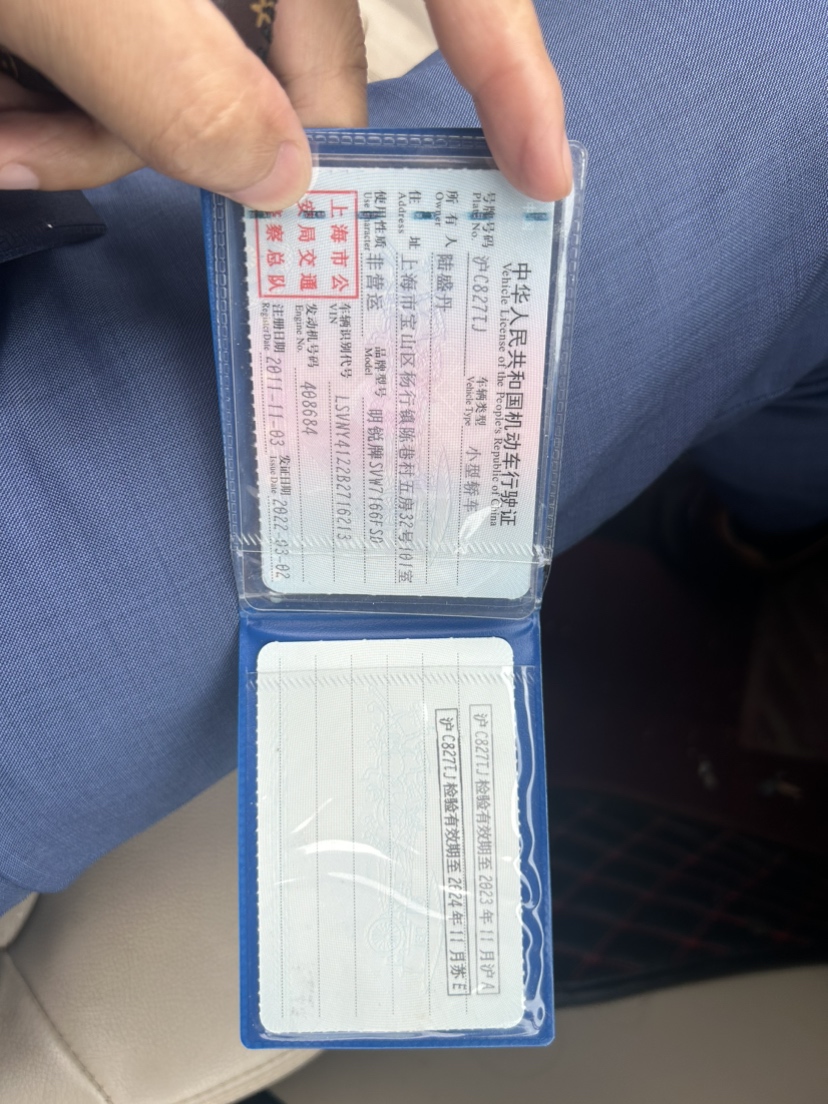 中华人民共和国机动车行驶证
Vehicle License of the People's Republic of China
号牌号码 沪C827TJ 车辆类型 小型轿车
Plate No. Vehicle Type
所有人 陆盛丹
Owner
住址 上海市宝山区杨行镇陈巷村五房32号101室
Address
使用性质 非营运 品牌型号 明锐牌SVW7166FSD
Use Character Model
上海市公
安局交通
察总队
车辆识别代号 LSVNY4122B2716213
VIN
发动机号码 408684
Engine No.
注册日期 2011-11-03 发证日期 2022-03-02
Register Date Issue Date
沪C827TJ检验有效期至2023年11月沪A
沪C827TJ检验有效期至2024年11月苏E